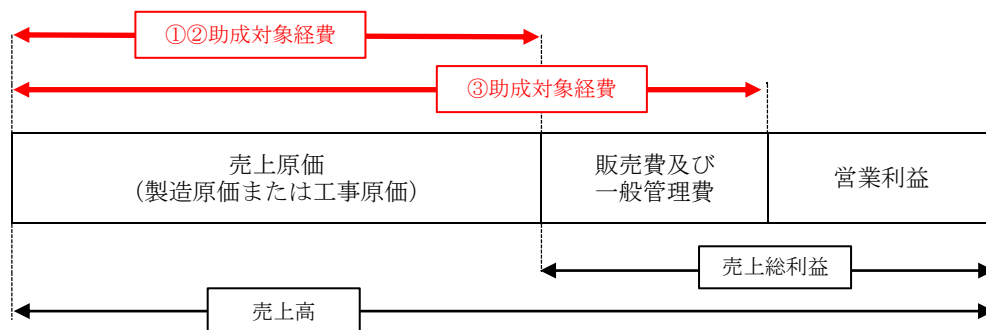 ①②助成対象経費
③助成対象経費
売上原価
（製造原価または工事原価）
販売費及び
一般管理費
営業利益
売上総利益
売上高